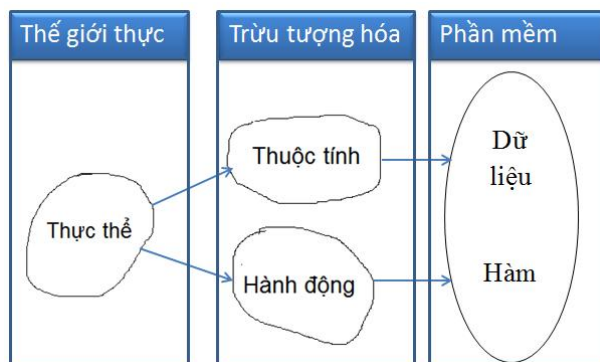 Thế giới thực
Trừu tượng hóa
Phần mềm
Thực thể
Thuộc tính
Hành động
Dữ
liệu
Hàm